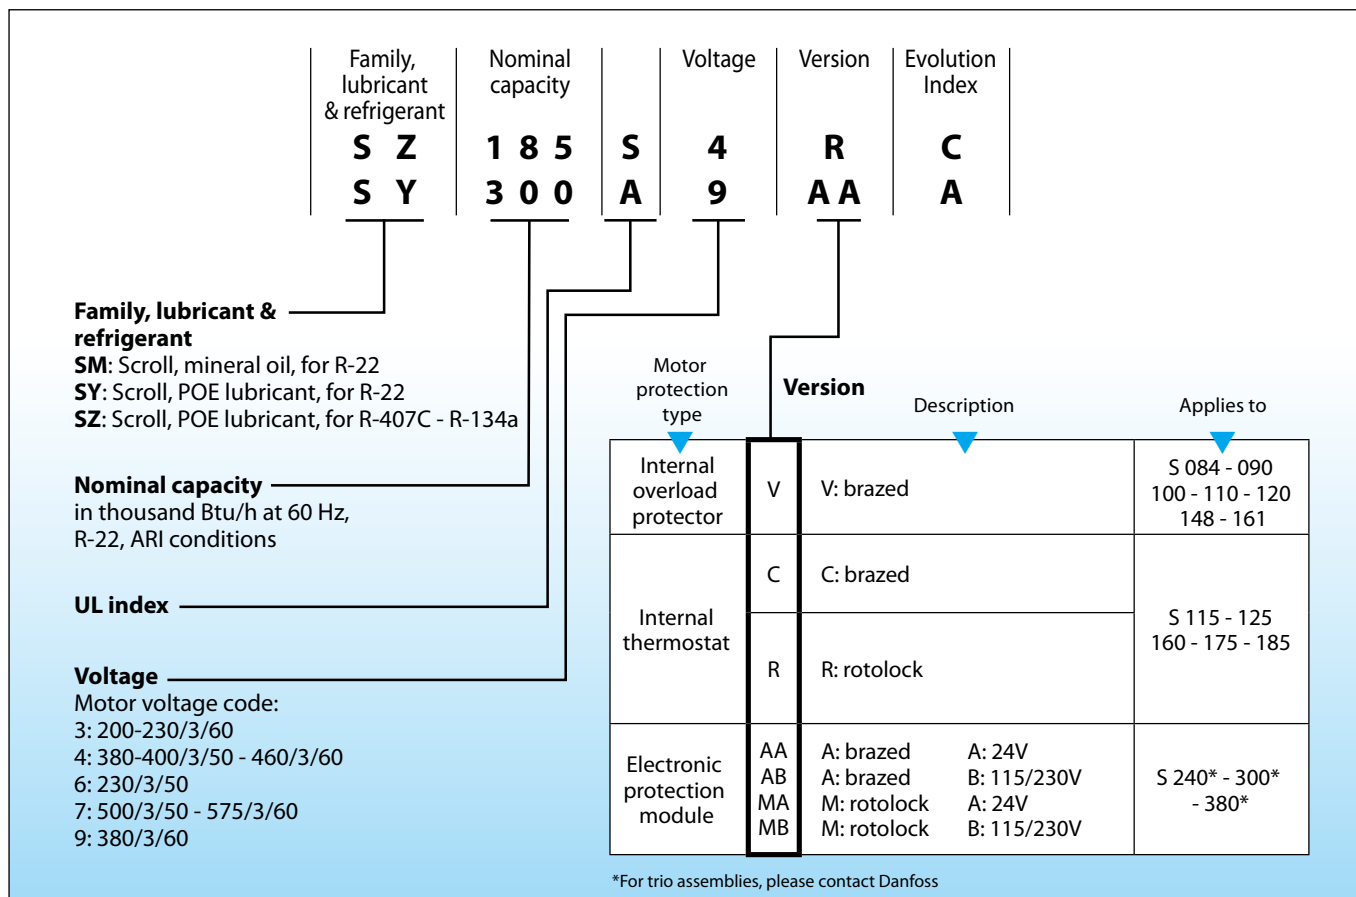 Family,
lubricant
& refrigerant
Nominal
capacity
Voltage
Version
Evolution
Index
S Z 1 8 5 S 4 R C
S Y 3 0 0 A 9 A A A
Family, lubricant &
refrigerant
SM: Scroll, mineral oil, for R-22
SY: Scroll, POE lubricant, for R-22
SZ: Scroll, POE lubricant, for R-407C - R-134a
Nominal capacity
in thousand Btu/h at 60 Hz,
R-22, ARI conditions
UL index
Voltage
Motor voltage code:
3: 200-230/3/60
4: 380-400/3/50 - 460/3/60
6: 230/3/50
7: 500/3/50 - 575/3/60
9: 380/3/60
Motor
protection
type
Version
Description
Applies to
Internal
overload
protector
V
V: brazed
S 084 - 090
100 - 110 - 120
148 - 161
Internal
thermostat
C
C: brazed
R
R: rotolock
S 115 - 125
160 - 175 - 185
Electronic
protection
module
AA A: brazed A: 24V
AB A: brazed B: 115/230V
MA M: rotolock A: 24V
MB M: rotolock B: 115/230V
S 240* - 300*
- 380*
*For trio assemblies, please contact Danfoss